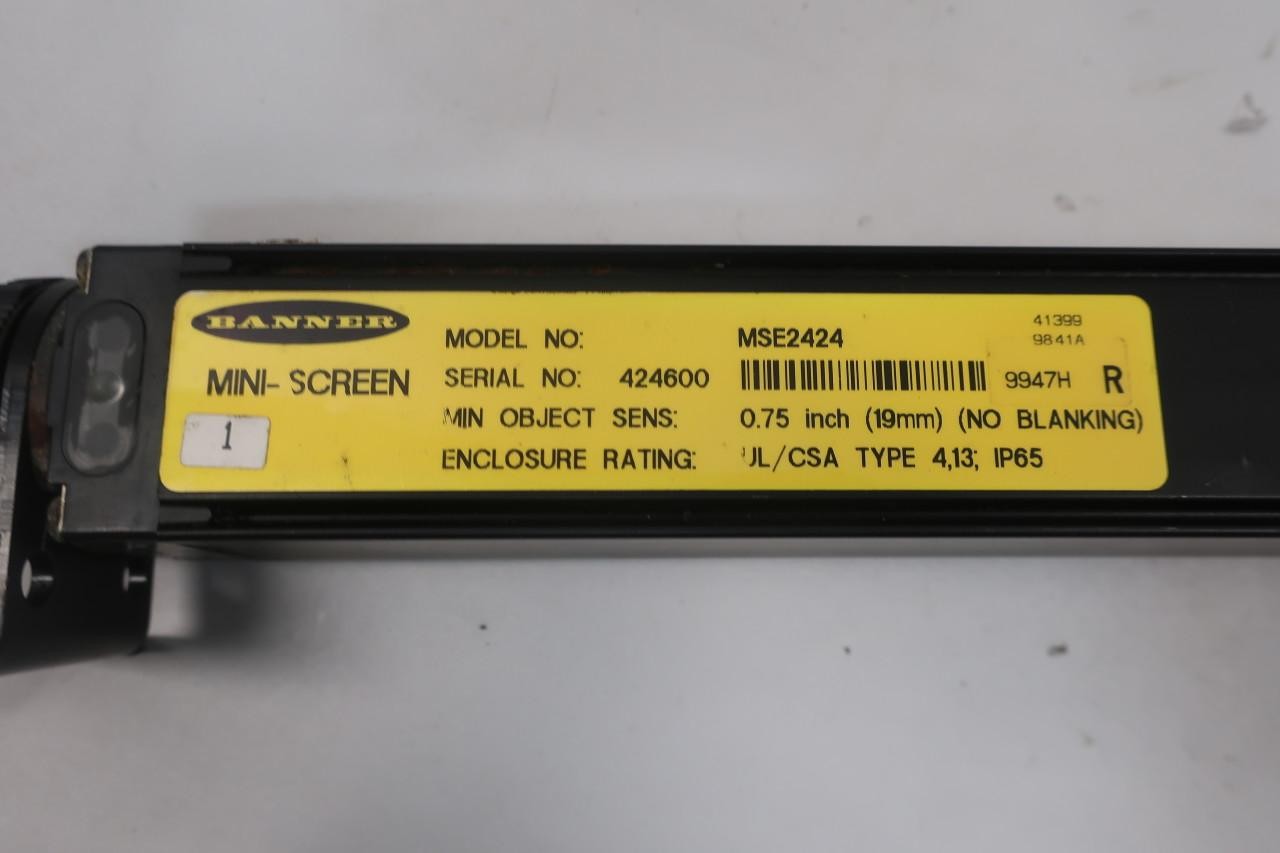 BANNER
MINI-SCREEN
1
MODEL NO: MSE2424
41399
9841A
SERIAL NO: 424600 9947H R
MIN OBJECT SENS: 0.75 inch (19mm) (NO BLANKING)
ENCLOSURE RATING: UL/CSA TYPE 4,13; IP65